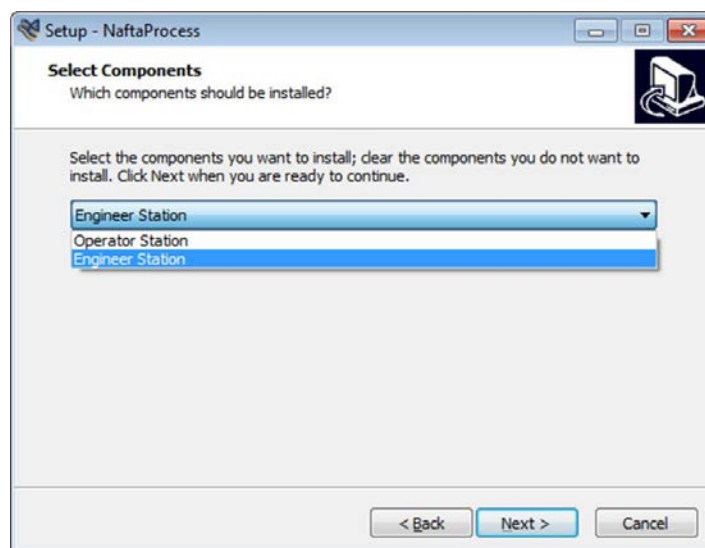 Setup - NaftaProcess
Select Components
Which components should be installed?
Select the components you want to install; clear the components you do not want to
install. Click Next when you are ready to continue.
Engineer Station
Operator Station
Engineer Station
< Back
Next >
Cancel